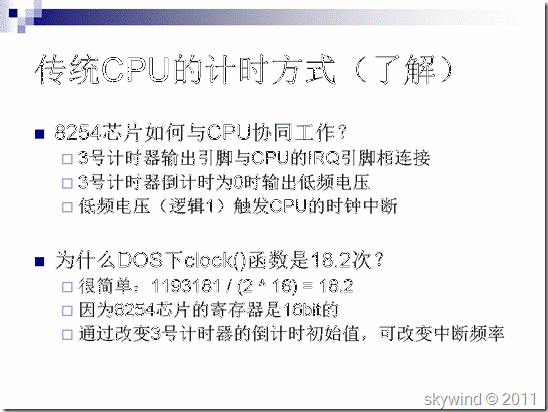 传统CPU的计时方式（了解）
8254芯片如何与CPU协同工作？
3号计时器输出引脚与CPU的IRQ引脚相连接
3号计时器倒计时为0时输出低频电压
低频电压（逻辑1）触发CPU的时钟中断
为什么DOS下clock()函数是18.2次？
很简单：1193181 / (2 ^ 16) = 18.2
因为8254芯片的寄存器是16bit的
通过改变3号计时器的倒计时初始值，可改变中断频率
skywind © 2011